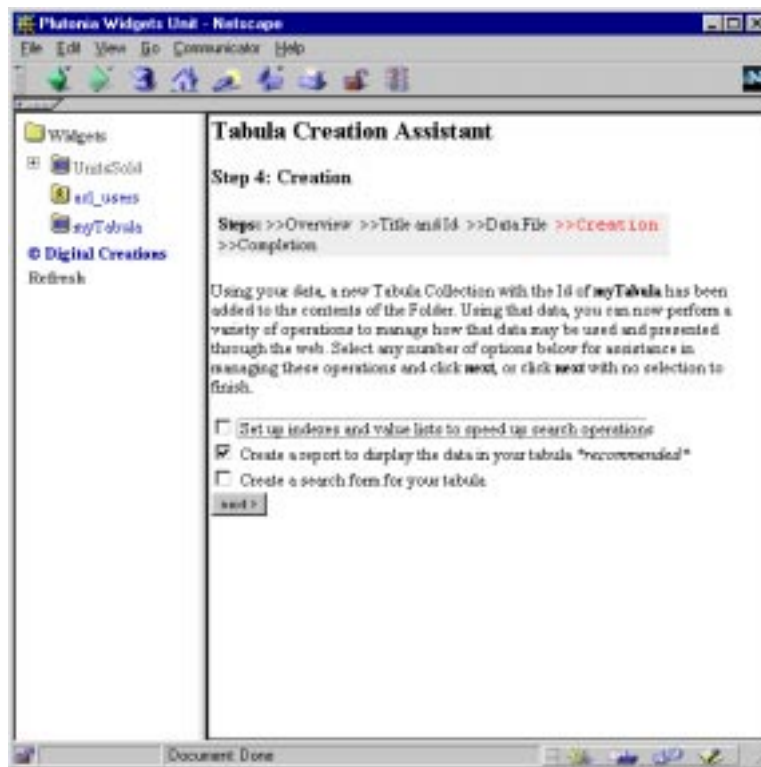 Plutonia Widgets Unit - Netscape
File Edit View Go Communicator Help
Widgets
UnitsSold
acl_users
myTabula
© Digital Creations
Refresh
Tabula Creation Assistant
Step 4: Creation
Steps: >>Overview >>Title and Id >>Data File >>Creation
>>Completion
Using your data, a new Tabula Collection with the Id of myTabula has been
added to the contents of the Folder. Using that data, you can now perform a
variety of operations to manage how that data may be used and presented
through the web. Select any number of options below for assistance in
managing these operations and click next, or click next with no selection to
finish.
Set up indexes and value lists to speed up search operations
Create a report to display the data in your tabula *recommended*
Create a search form for your tabula
next >
Document: Done